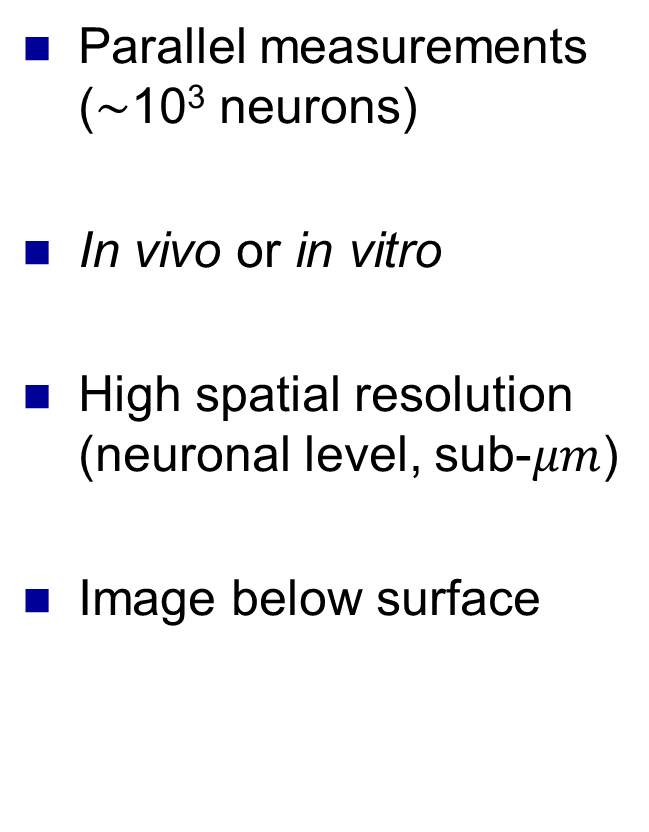 Parallel measurements
(~10³ neurons)
In vivo or in vitro
High spatial resolution
(neuronal level, sub-μm)
Image below surface